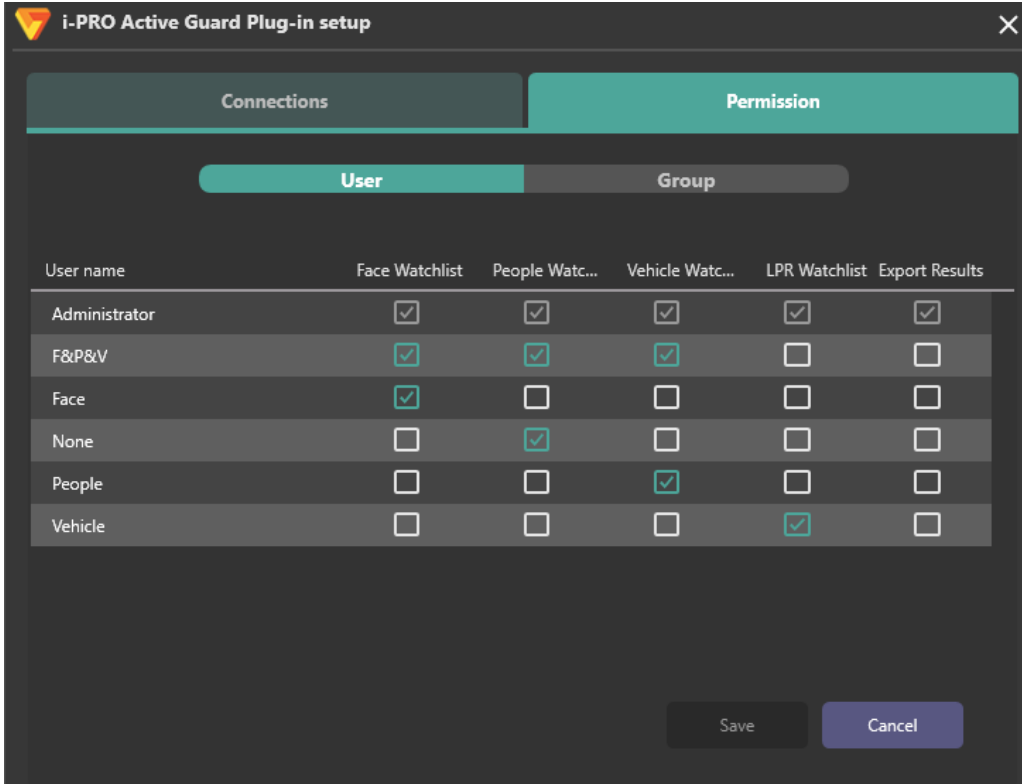 i-PRO Active Guard Plug-in setup
Connections Permission
User Group
User name Face Watchlist People Watc... Vehicle Watc... LPR Watchlist Export Results
Administrator
F&P&V
Face
None
People
Vehicle
Save Cancel